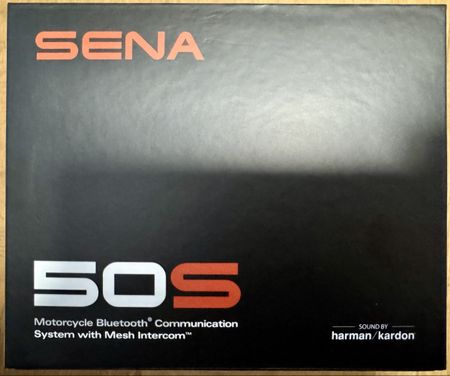 SENA
50S
Motorcycle Bluetooth® Communication
System with Mesh Intercom™
SOUND BY
harman/kardon